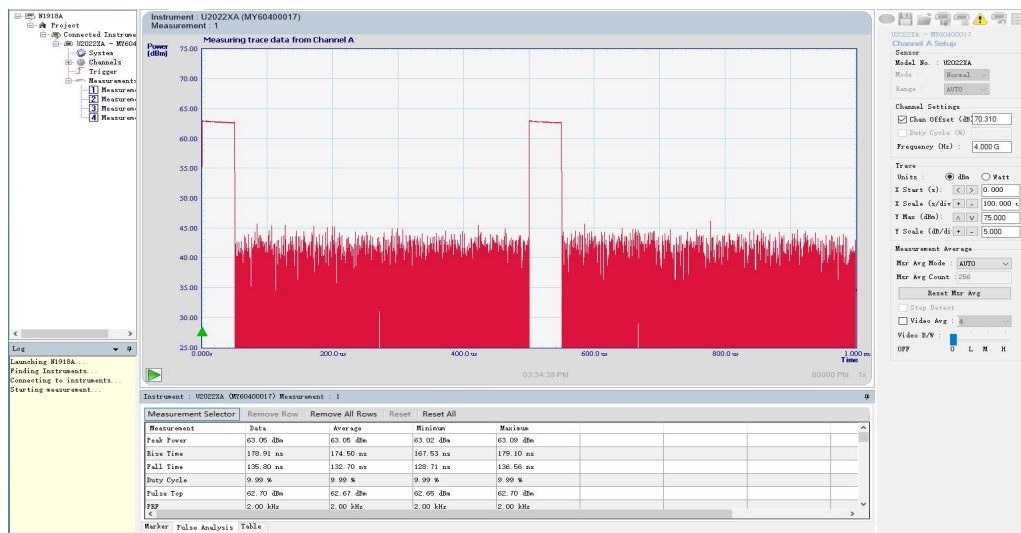 N1918A
Project
Connected Instrume
U2022XA - MY604
System
Channels
Trigger
Measurements
1 Measurem
2 Measurem
3 Measurem
4 Measurem
Log
Launching N1918A...
Finding Instruments...
Connecting to instruments...
Starting measurement...
Instrument : U2022XA (MY60400017)
Measurement : 1
Power
(dBm)
Measuring trace data from Channel A
75.00
70.00
65.00
60.00
55.00
50.00
45.00
40.00
35.00
30.00
25.00
0.000s
200.0 us
400.0 us
600.0 us
800.0 us
1.000 ms
Time
03:34:38 PM
00000 Pts. 1x
Instrument : U2022XA (MY60400017) Measurement : 1
Measurement Selector Remove Row Remove All Rows Reset Reset All
Measurement Data Average Minimum Maximum
Peak Power 63.05 dBm 63.05 dBm 63.02 dBm 63.09 dBm
Rise Time 178.91 ns 174.50 ns 167.53 ns 179.10 ns
Fall Time 135.80 ns 132.70 ns 128.71 ns 136.56 ns
Duty Cycle 9.99 % 9.99 % 9.99 % 9.99 %
Pulse Top 62.70 dBm 62.67 dBm 62.65 dBm 62.70 dBm
PRF 2.00 kHz 2.00 kHz 2.00 kHz 2.00 kHz
Marker Pulse Analysis Table
U2022XA - MY60400017
Channel A Setup
Sensor
Model No. : U2022XA
Mode : Normal
Range : AUTO
Channel Settings
Chan Offset (dB) 70.310
Duty Cycle (%)
Frequency (Hz) : 4.000 G
Trace
Units : dBm Watt
X Start (s): < > 0.000
X Scale (s/div + - 100.000
Y Max (dBm): 75.000
Y Scale (dB/di + - 5.000
Measurement Average
Msr Avg Mode : AUTO
Msr Avg Count : 256
Reset Msr Avg
Step Detect
Video Avg : 4
Video B/W :
OFF O L M H